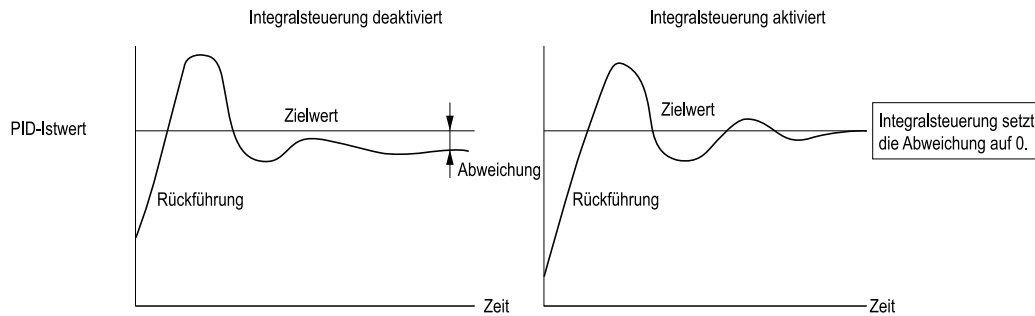 Integralsteuerung deaktiviert
Integralsteuerung aktiviert
PID-Istwert
Zielwert
Abweichung
Rückführung
Zeit
Zielwert
Rückführung
Zeit
Integralsteuerung setzt
die Abweichung auf 0.